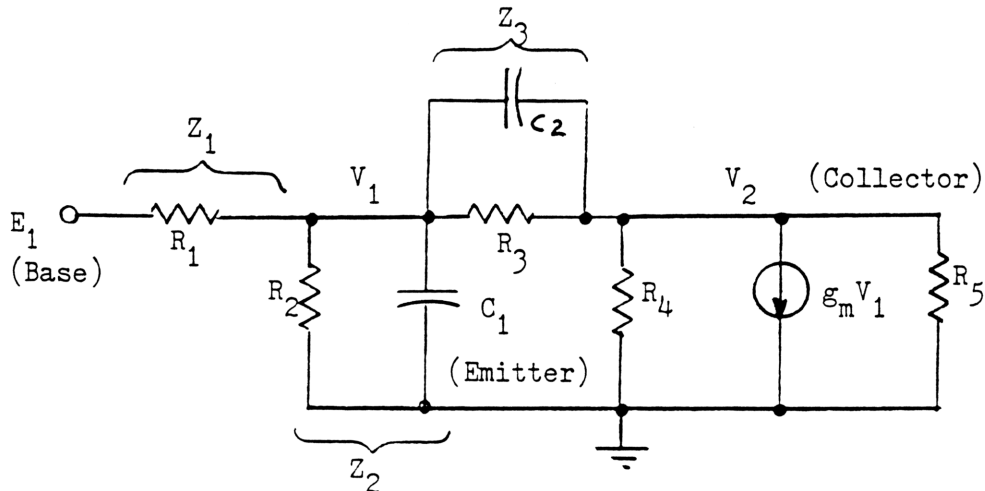 Z3
C2
Z1
V1
V2
(Collector)
E1
R1
R3
(Base)
R2
C1
R4
gmV1
R5
(Emitter)
Z2